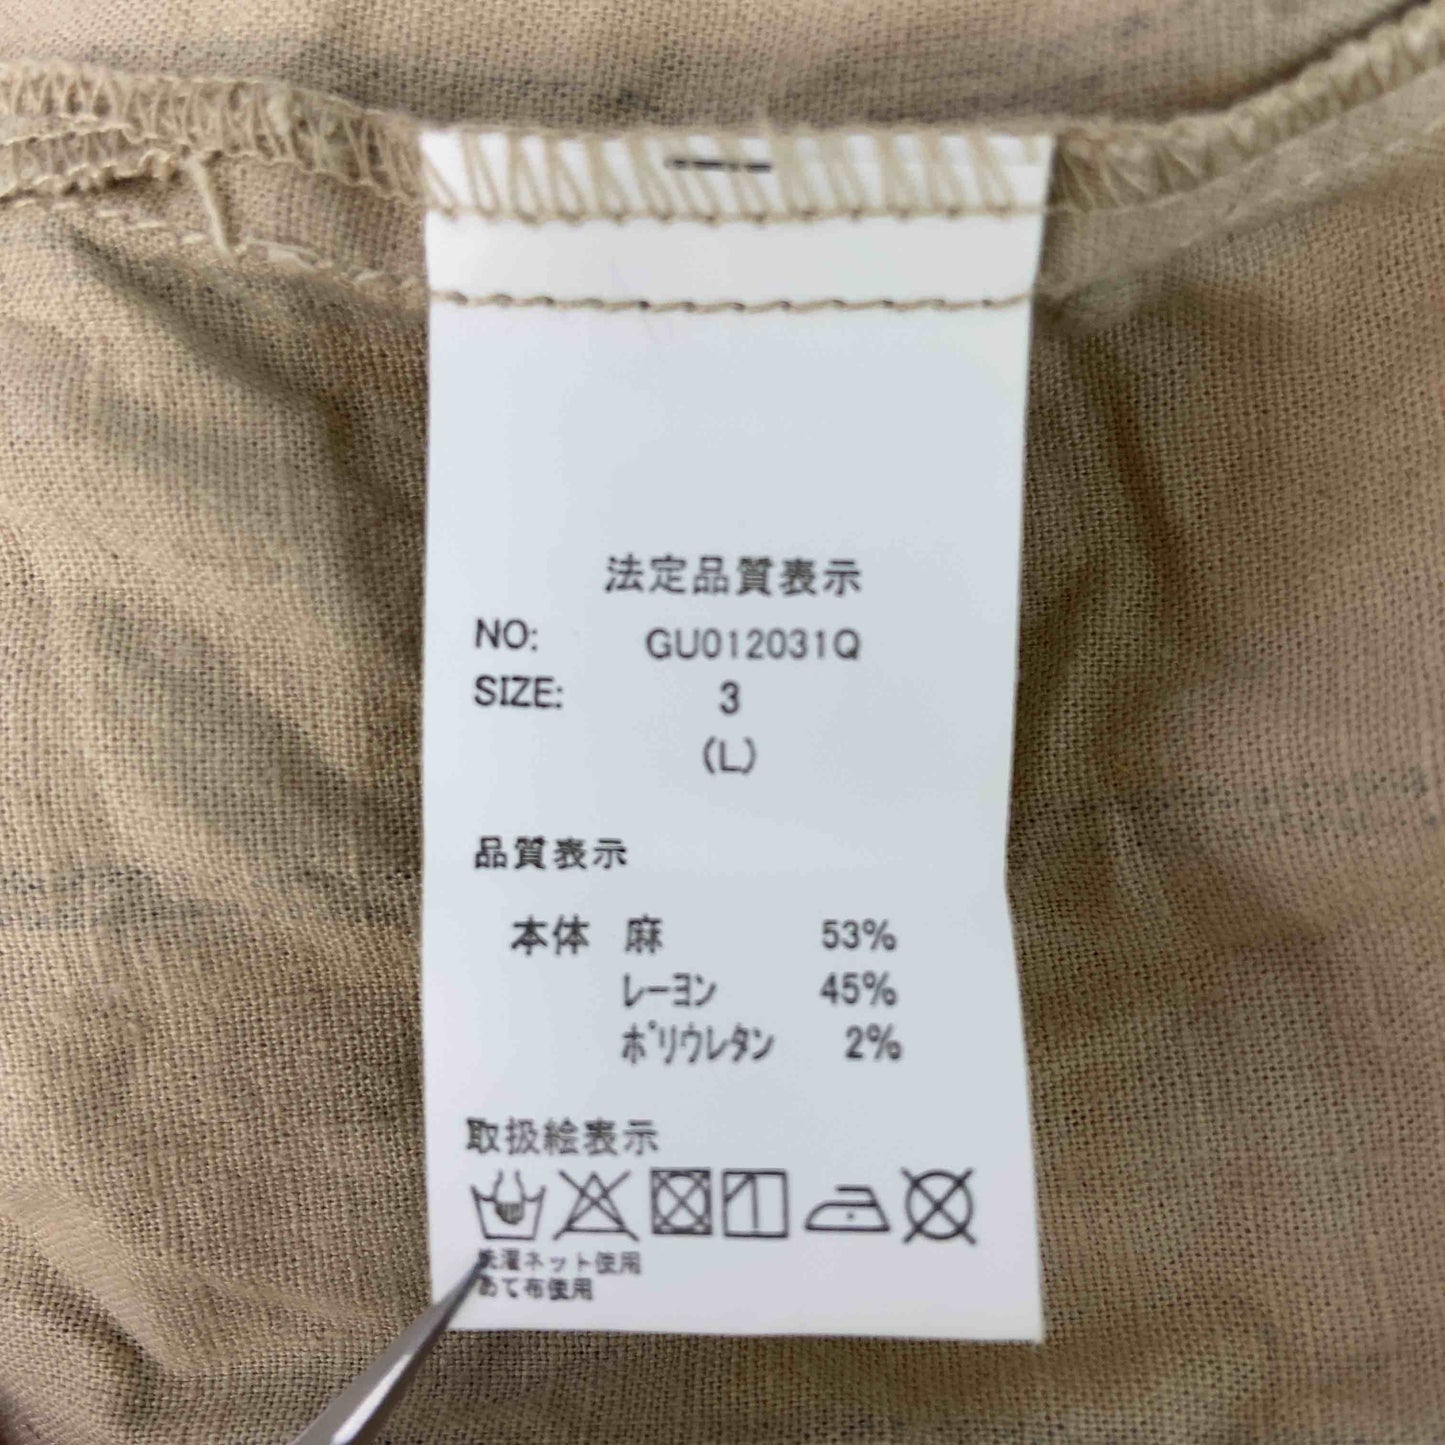 法定品質表示
NO: GU012031Q
SIZE: 3
(L)
品質表示
本体 麻 53%
レーヨン 45%
ポリウレタン 2%
取扱絵表示
洗濯ネット使用
あて布使用